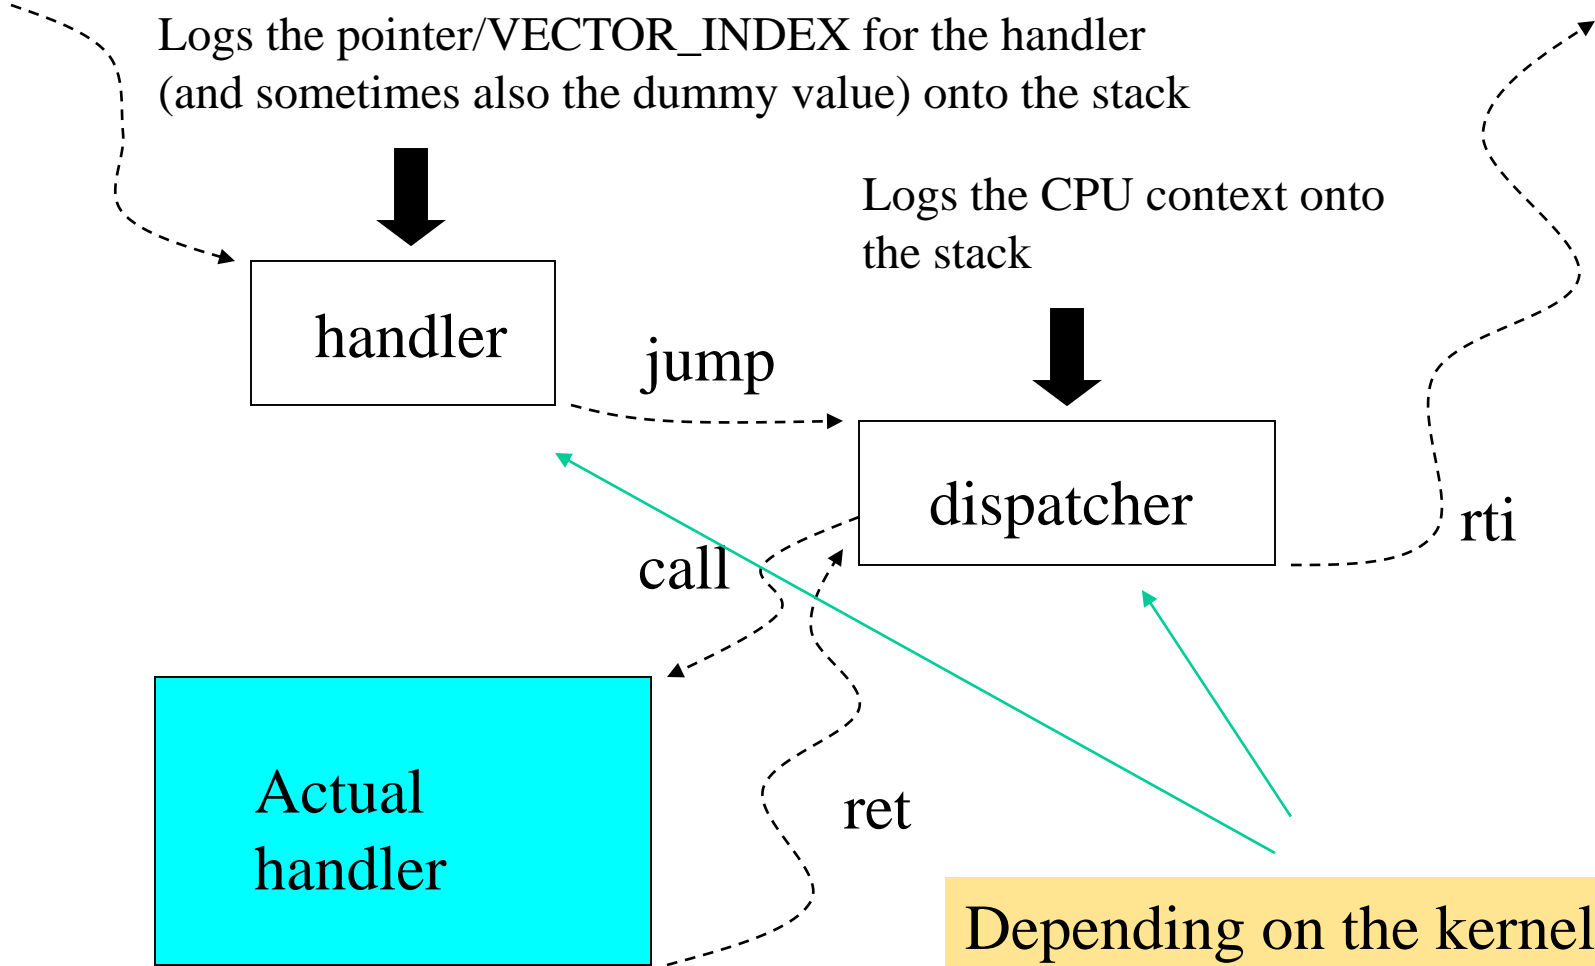 Logs the pointer/VECTOR_INDEX for the handler
(and sometimes also the dummy value) onto the stack
Logs the CPU context onto
the stack
handler
jump
dispatcher
rti
call
Actual
handler
ret
Depending on the kernel